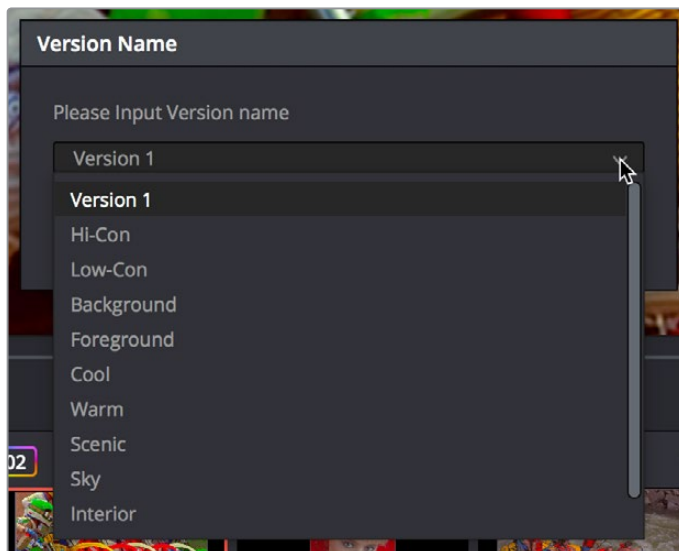 Version Name
Please Input Version name
Version 1
Version 1
Hi-Con
Low-Con
Background
Foreground
Cool
Warm
Scenic
02
Sky
Interior